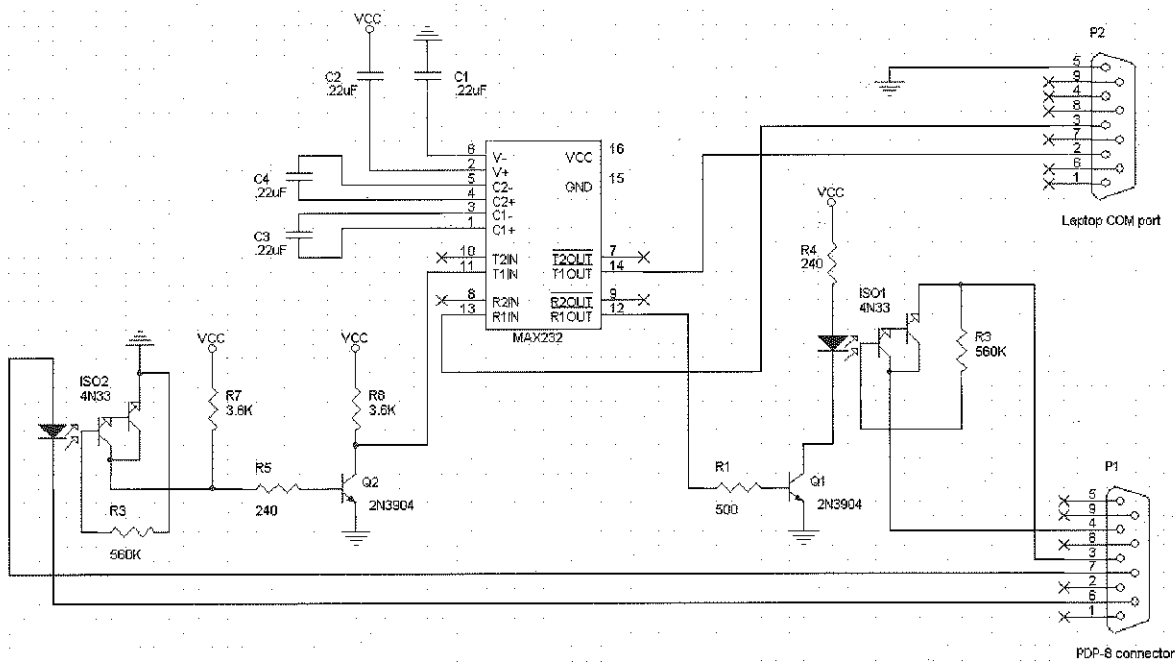 VCC
C2
.22uF
C1
.22uF
C4
.22uF
C3
.22uF
6 V-
2 V+
5 C2-
4 C2+
3 C1-
1 C1+
10 T2IN
11 T1IN
8 R2IN
13 R1IN
VCC 16
GND 15
T2OUT 7
T1OUT 14
R2OUT 9
R1OUT 12
MAX232
P2
5
9
4
8
3
7
2
6
1
Laptop COM port
VCC
R4
240
ISO1
4N33
R3
560K
ISO2
4N33
VCC
R7
3.6K
VCC
R6
3.6K
R5
240
Q2
2N3904
R3
560K
R1
500
Q1
2N3904
P1
5
9
4
8
3
7
2
6
1
PDP-8 connector